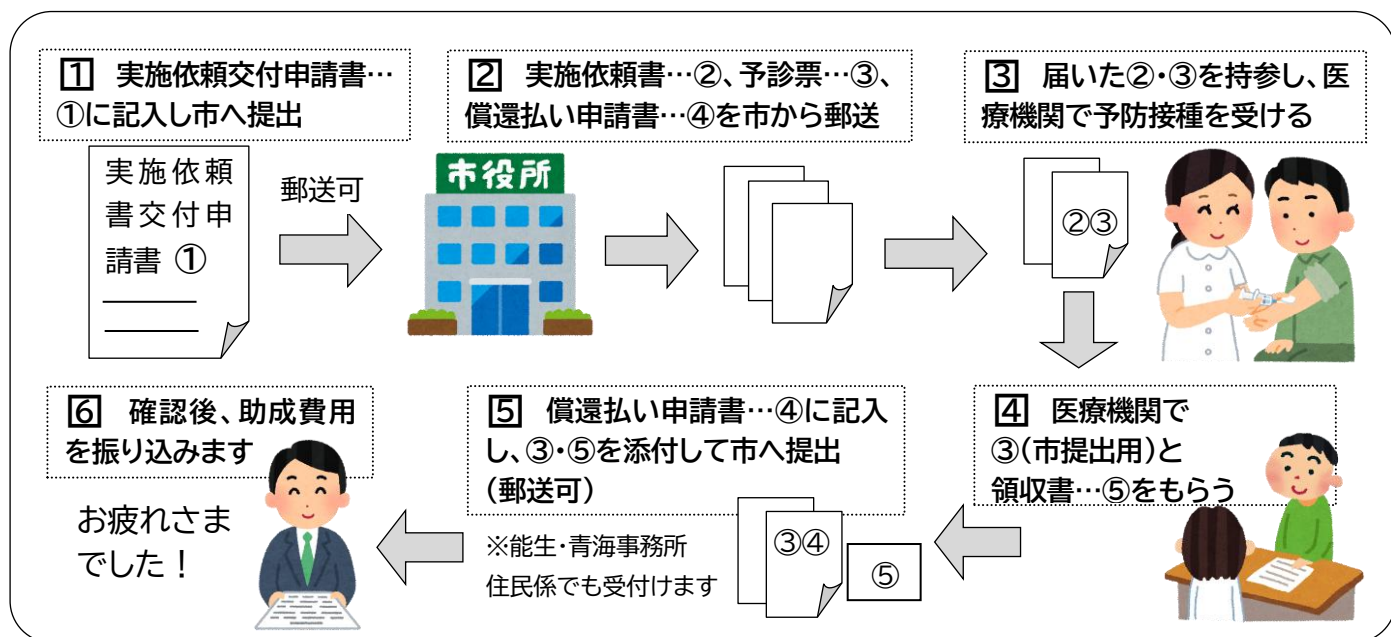 1 実施依頼交付申請書…
①に記入し市へ提出
実施依頼
書交付申
請書 ①
郵送可
市役所
2 実施依頼書…②、予診票…③、
償還払い申請書…④を市から郵送
3 届いた②・③を持参し、医
療機関で予防接種を受ける
②③
4 医療機関で
③(市提出用)と
領収書…⑤をもらう
5 償還払い申請書…④に記入
し、③・⑤を添付して市へ提出
(郵送可)
※能生・青海事務所
住民係でも受付けます
③④
⑤
6 確認後、助成費用
を振り込みます
お疲れさま
でした！